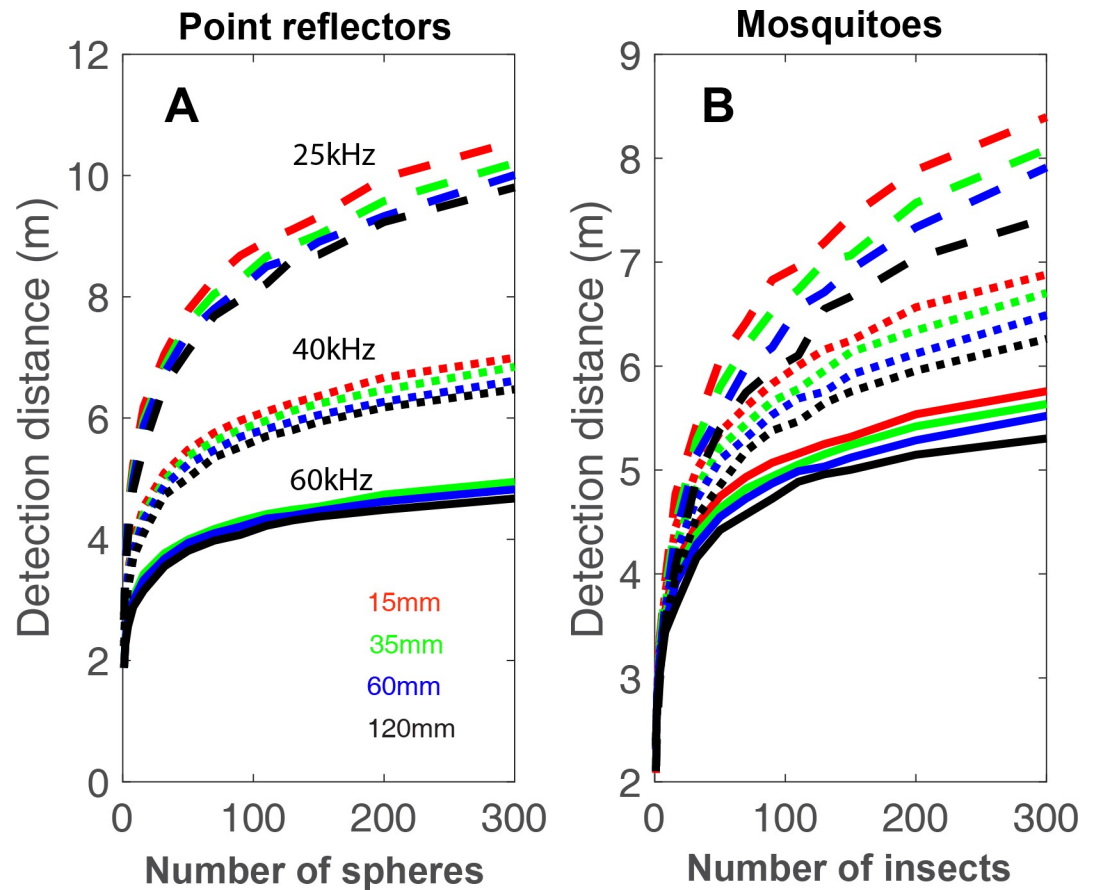 Point reflectors
A
25kHz
40kHz
60kHz
15mm
35mm
60mm
120mm
12
10
8
6
4
2
0
0 100 200 300
Detection distance (m)
Number of spheres
Mosquitoes
B
9
8
7
6
5
4
3
2
0 100 200 300
Detection distance (m)
Number of insects